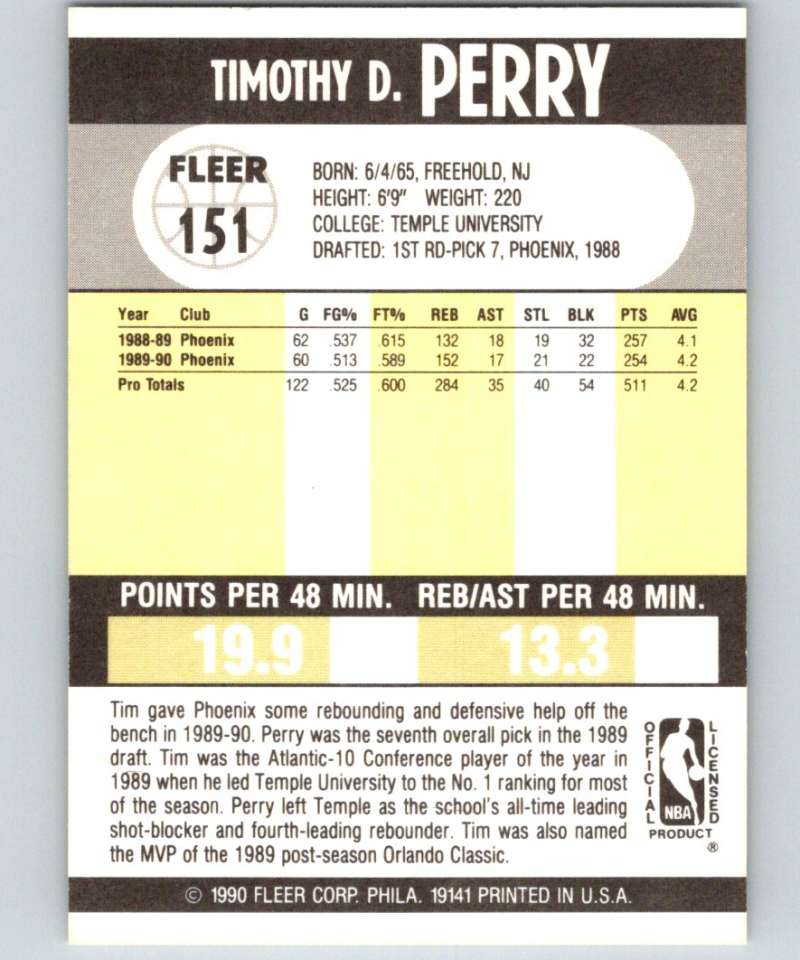 TIMOTHY D. PERRY
FLEER
151
BORN: 6/4/65, FREEHOLD, NJ
HEIGHT: 6'9" WEIGHT: 220
COLLEGE: TEMPLE UNIVERSITY
DRAFTED: 1ST RD-PICK 7, PHOENIX, 1988
Year Club G FG% FT% REB AST STL BLK PTS AVG
1988-89 Phoenix 62 .537 .615 132 18 19 32 257 4.1
1989-90 Phoenix 60 .513 .589 152 17 21 22 254 4.2
Pro Totals 122 .525 .600 284 35 40 54 511 4.2
POINTS PER 48 MIN. REB/AST PER 48 MIN.
19.9 13.3
Tim gave Phoenix some rebounding and defensive help off the
bench in 1989-90. Perry was the seventh overall pick in the 1989
draft. Tim was the Atlantic-10 Conference player of the year in
1989 when he led Temple University to the No. 1 ranking for most
of the season. Perry left Temple as the school's all-time leading
shot-blocker and fourth-leading rebounder. Tim was also named
the MVP of the 1989 post-season Orlando Classic.
OFFICIAL
NBA
LICENSED
PRODUCT
®
© 1990 FLEER CORP. PHILA. 19141 PRINTED IN U.S.A.